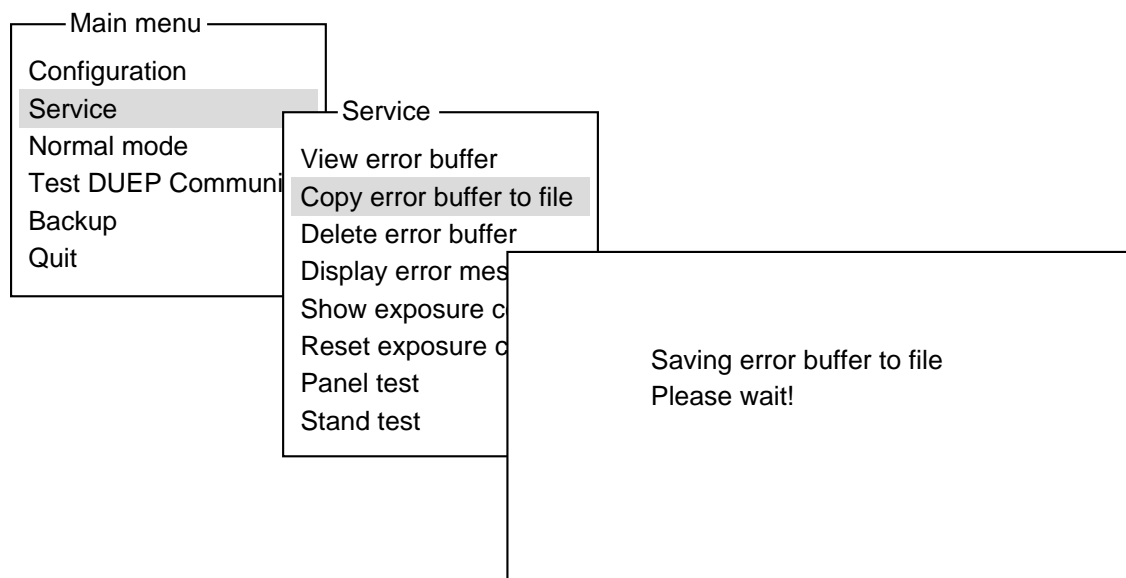 Main menu
Configuration
Service
Normal mode
Test DUEP Communi
Backup
Quit
Service
View error buffer
Copy error buffer to file
Delete error buffer
Display error mes
Show exposure c
Reset exposure c
Panel test
Stand test
Saving error buffer to file
Please wait!